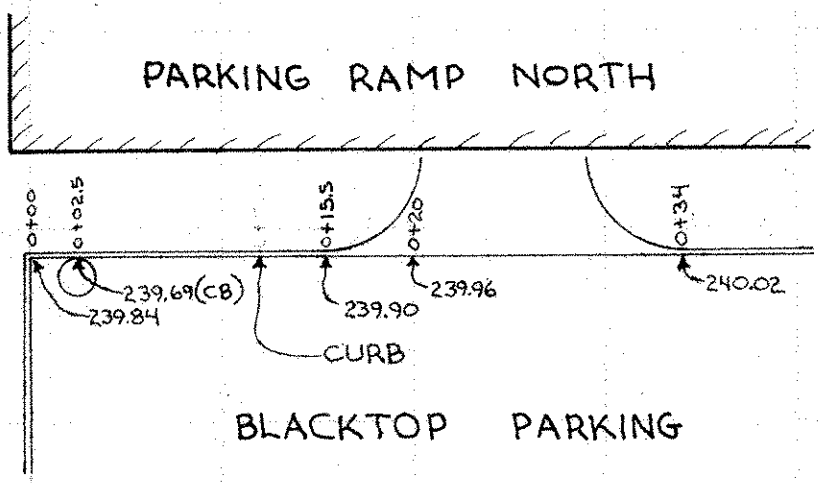 PARKING RAMP NORTH
0+00
0+02.5
0+15.5
0+20
0+34
239.69(CB)
239.84
239.90
239.96
240.02
CURB
BLACKTOP PARKING